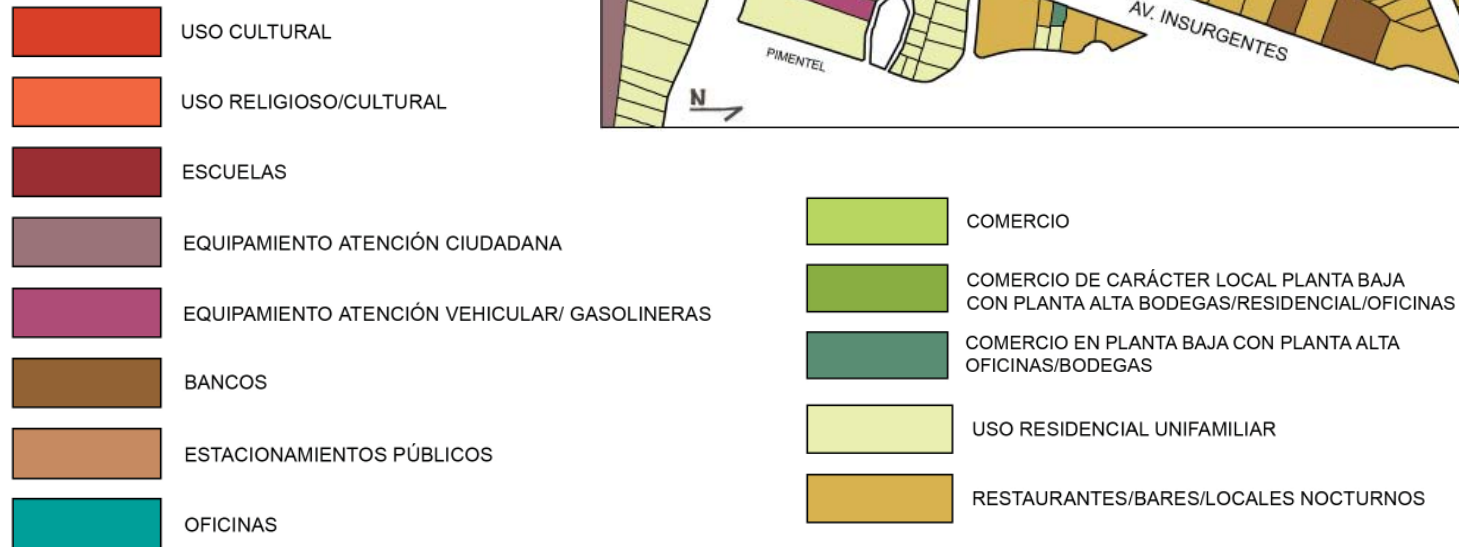 USO CULTURAL
USO RELIGIOSO/CULTURAL
ESCUELAS
EQUIPAMIENTO ATENCIÓN CIUDADANA
EQUIPAMIENTO ATENCIÓN VEHICULAR/ GASOLINERAS
BANCOS
ESTACIONAMIENTOS PÚBLICOS
OFICINAS
AV. INSURGENTES
PIMENTEL
N
COMERCIO
COMERCIO DE CARÁCTER LOCAL PLANTA BAJA
CON PLANTA ALTA BODEGAS/RESIDENCIAL/OFICINAS
COMERCIO EN PLANTA BAJA CON PLANTA ALTA
OFICINAS/BODEGAS
USO RESIDENCIAL UNIFAMILIAR
RESTAURANTES/BARES/LOCALES NOCTURNOS